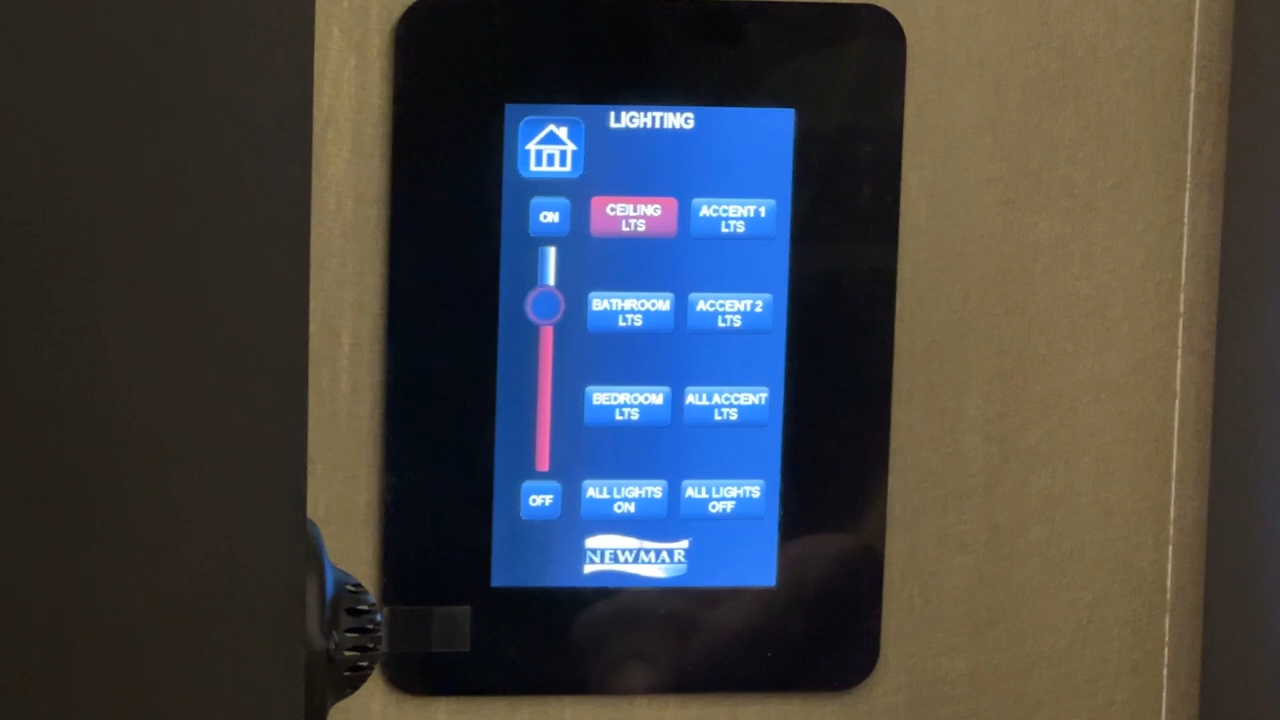 LIGHTING
ON
CEILING
LTS
ACCENT 1
LTS
BATHROOM
LTS
ACCENT 2
LTS
BEDROOM
LTS
ALL ACCENT
LTS
OFF
ALL LIGHTS
ON
ALL LIGHTS
OFF
NEWMAR